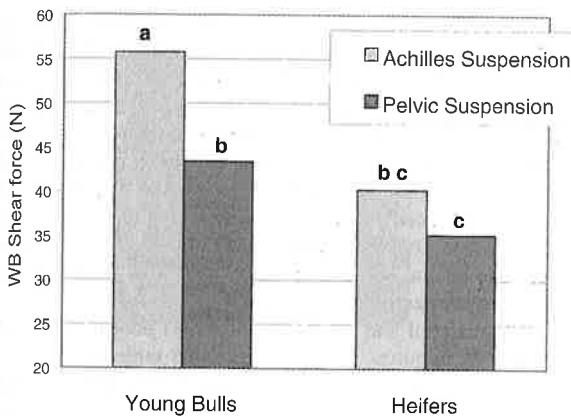 60
55
50
45
40
35
30
25
20
WB Shear force (N)
a
b
b c
c
Achilles Suspension
Pelvic Suspension
Young Bulls
Heifers